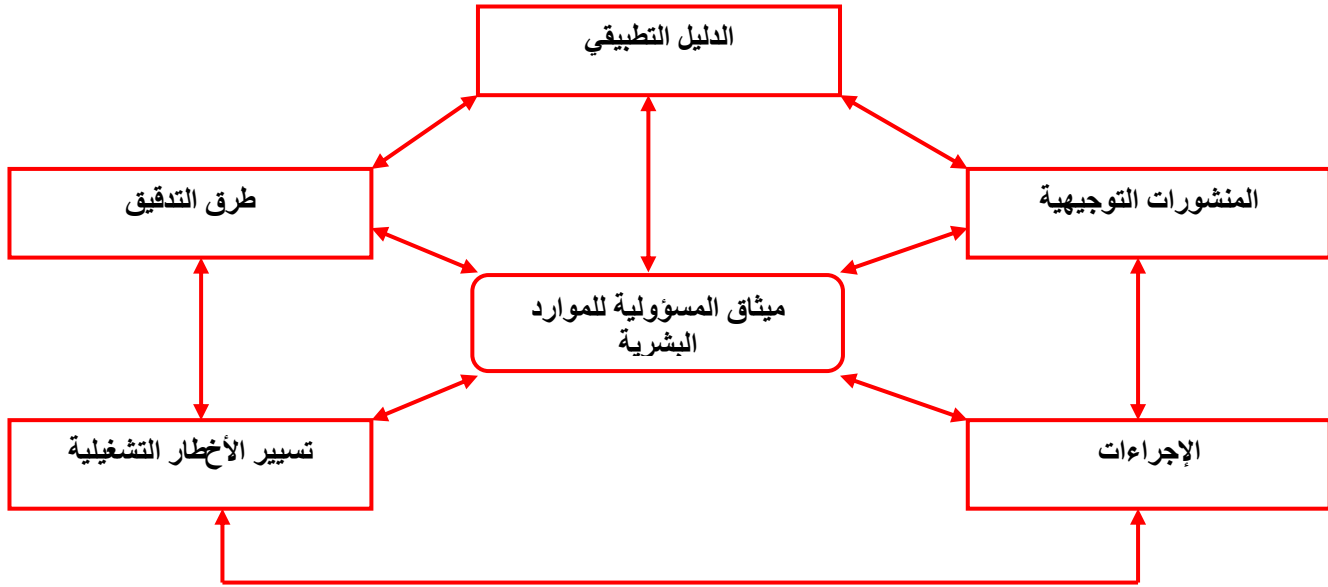 الدليل التطبيقي
المنشورات التوجيهية
طرق التدقيق
ميثاق المسؤولية للموارد
البشرية
الإجراءات
تسيير الأخطار التشغيلية